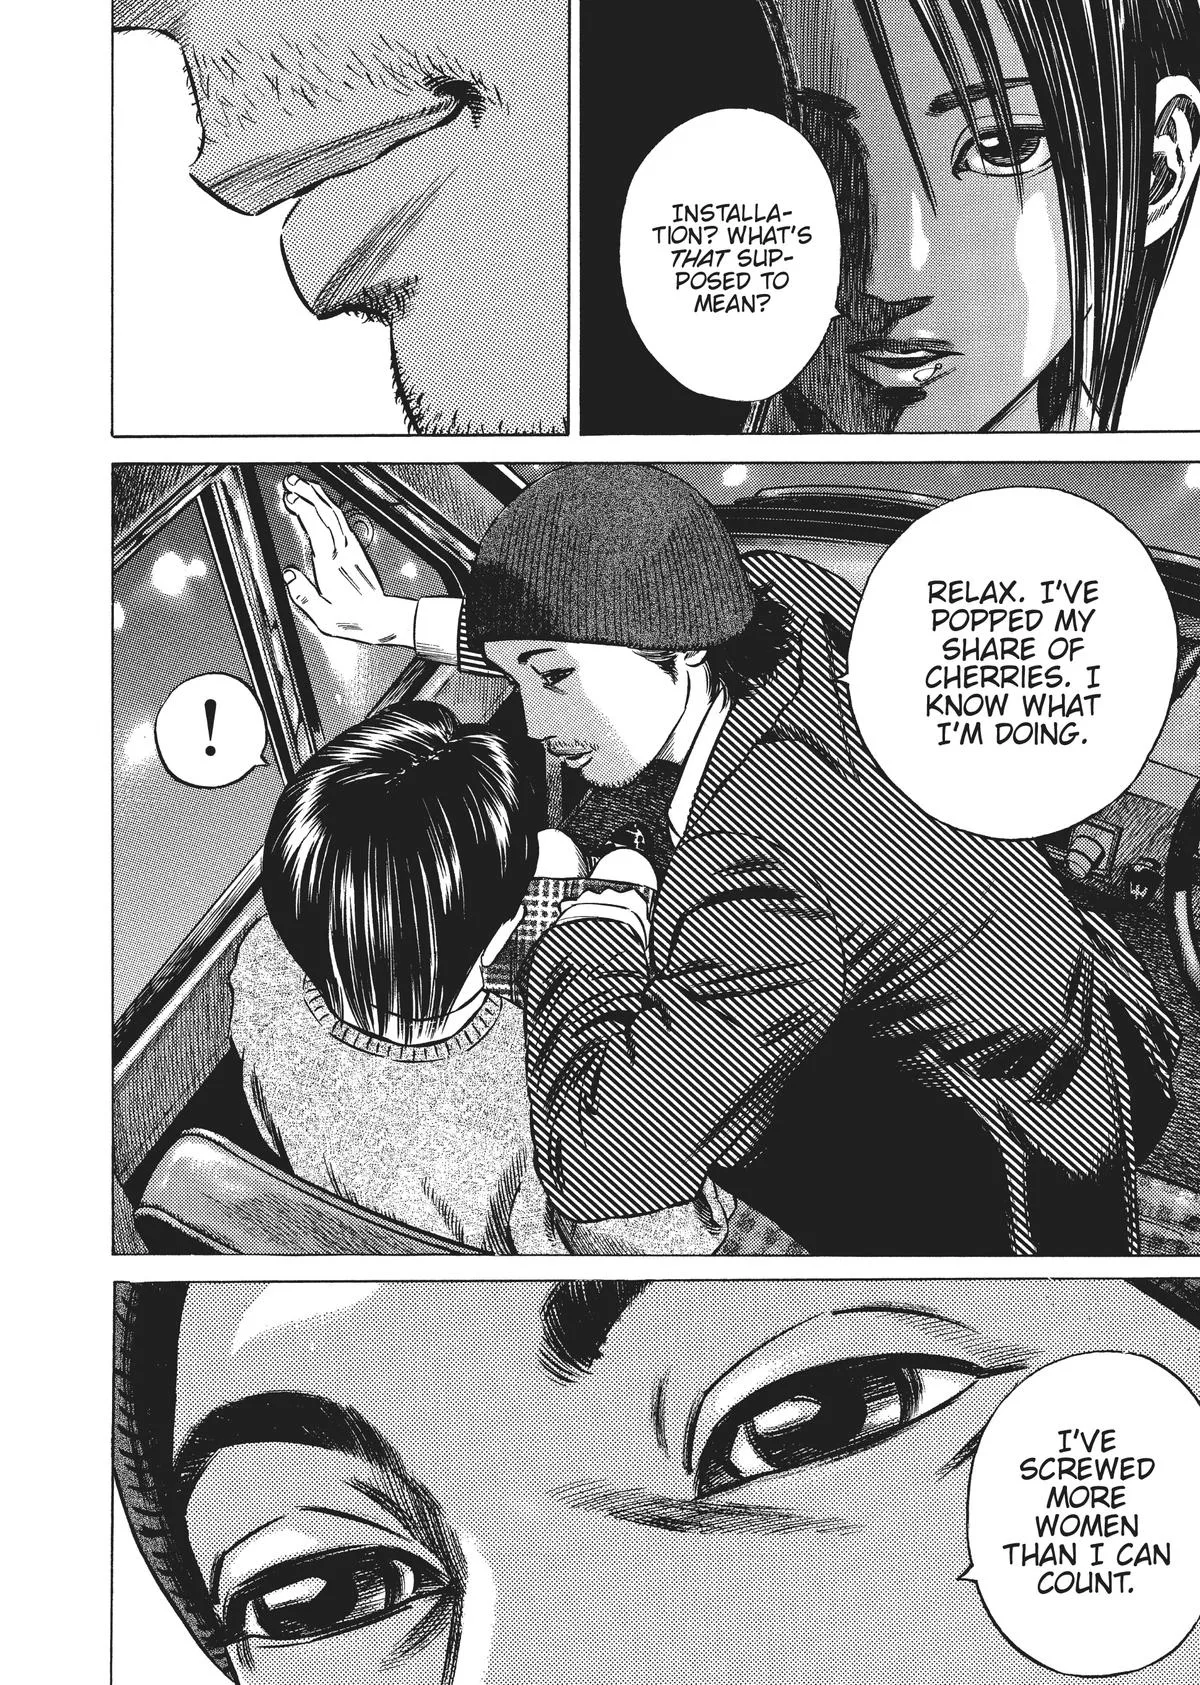 INSTALLA-
TION? WHAT'S
THAT SUP-
POSED TO
MEAN?
RELAX. I'VE
POPPED MY
SHARE OF
CHERRIES. I
KNOW WHAT
I'M DOING.
!
I'VE
SCREWED
MORE
WOMEN
THAN I CAN
COUNT.